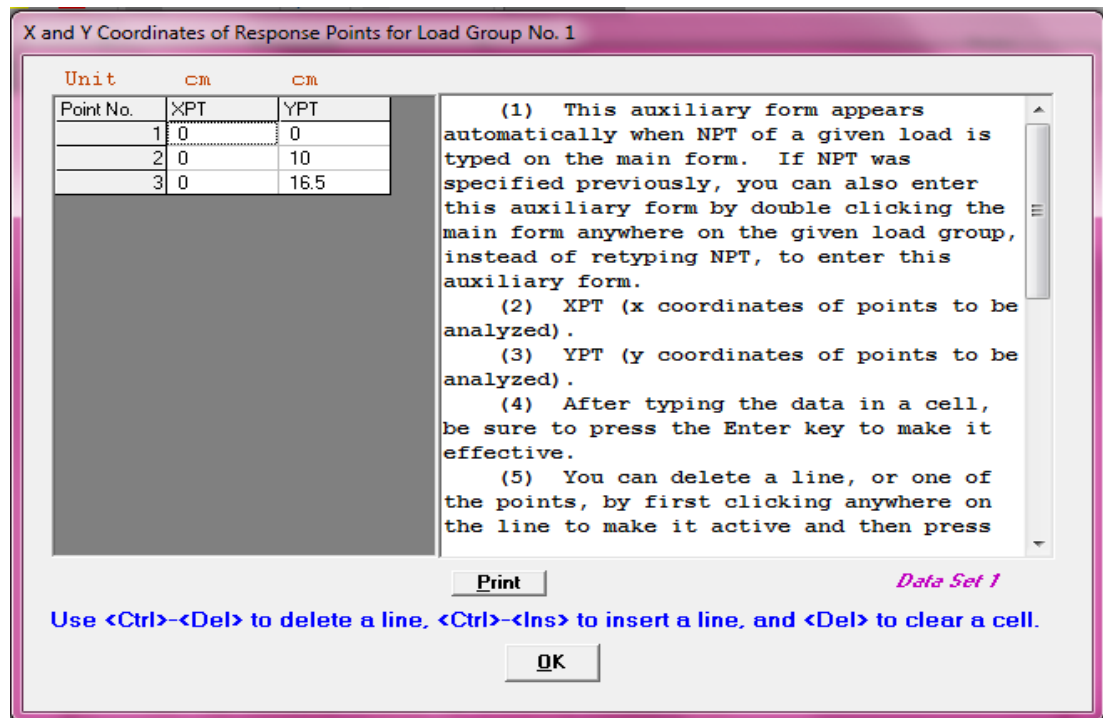 X and Y Coordinates of Response Points for Load Group No. 1
Unit cm cm
Point No. XPT YPT
1 0 0
2 0 10
3 0 16.5
(1) This auxiliary form appears
automatically when NPT of a given load is
typed on the main form. If NPT was
specified previously, you can also enter
this auxiliary form by double clicking the
main form anywhere on the given load group,
instead of retyping NPT, to enter this
auxiliary form.
(2) XPT (x coordinates of points to be
analyzed).
(3) YPT (y coordinates of points to be
analyzed).
(4) After typing the data in a cell,
be sure to press the Enter key to make it
effective.
(5) You can delete a line, or one of
the points, by first clicking anywhere on
the line to make it active and then press
Print
Data Set 1
Use <Ctrl>-<Del> to delete a line, <Ctrl>-<Ins> to insert a line, and <Del> to clear a cell.
OK